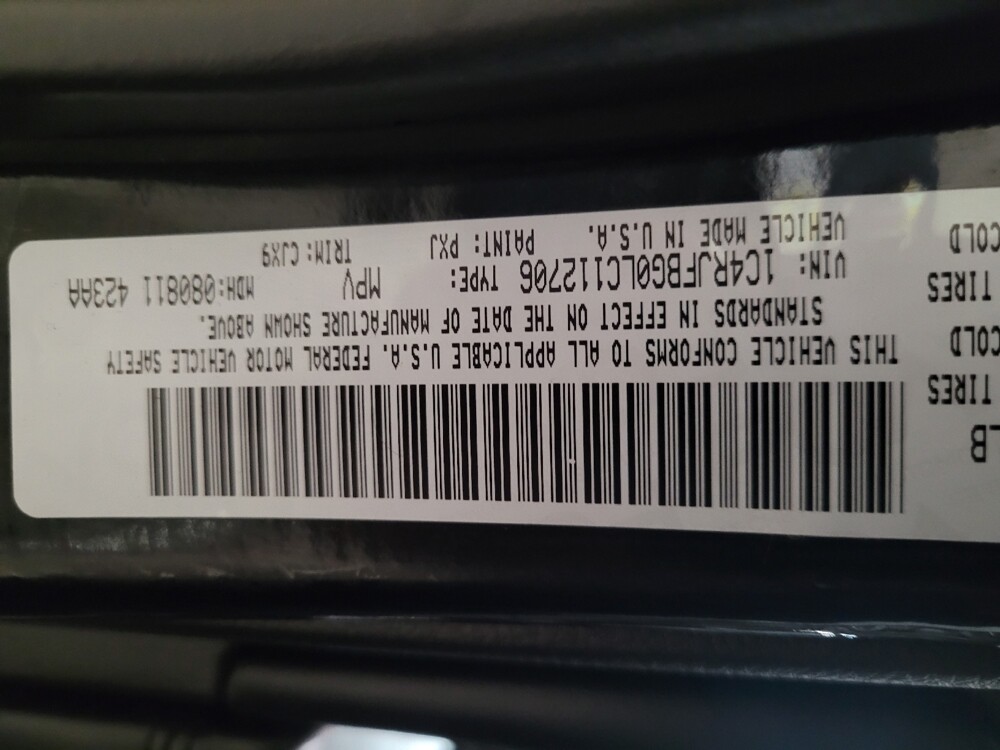 LB
TIRES
COLD
TIRES
COLD
THIS VEHICLE CONFORMS TO ALL APPLICABLE U.S.A. FEDERAL MOTOR VEHICLE SAFETY
STANDARDS IN EFFECT ON THE DATE OF MANUFACTURE SHOWN ABOVE.
VIN: 1C4RJFBG0LC112706 TYPE: MPV MDH:080811 423AA
VEHICLE MADE IN U.S.A. PAINT: PXJ TRIM:CJX9